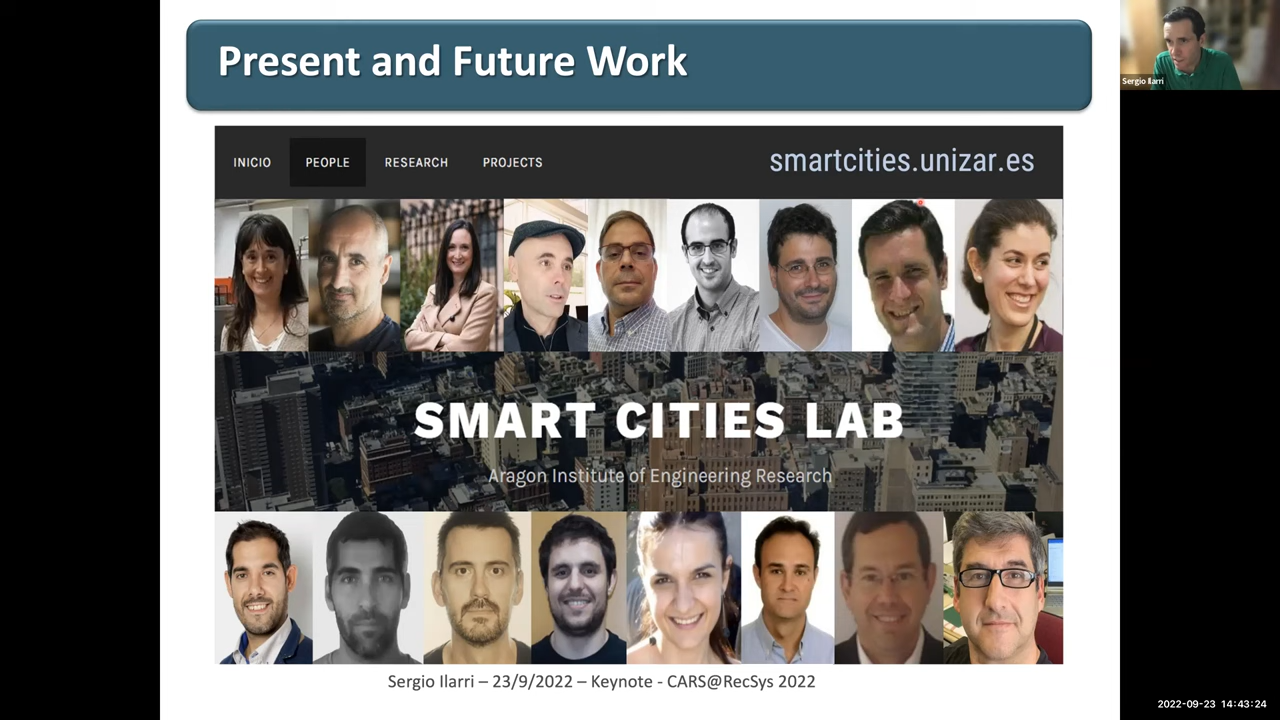 Present and Future Work
Sergio Ilarri
INICIO PEOPLE RESEARCH PROJECTS smartcities.unizar.es
SMART CITIES LAB
Aragon Institute of Engineering Research
Sergio Ilarri – 23/9/2022 – Keynote - CARS@RecSys 2022
2022-09-23 14:43:24